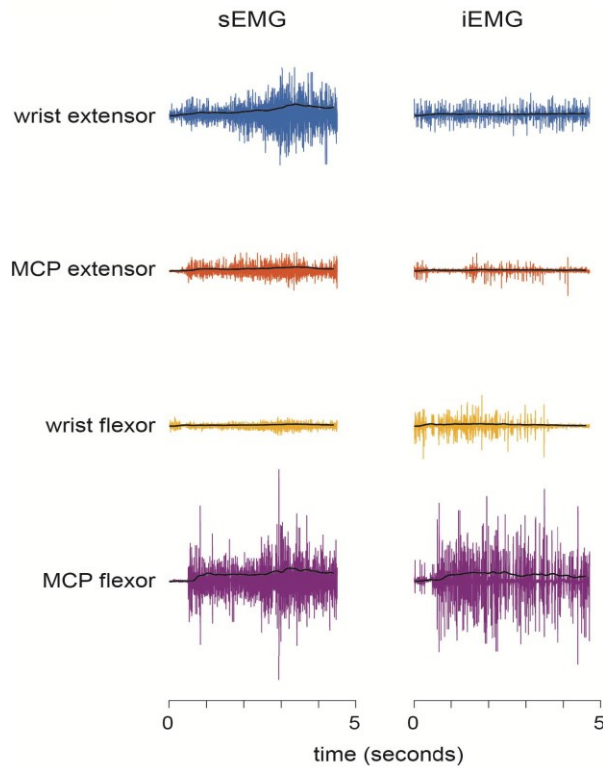 sEMG iEMG
wrist extensor
MCP extensor
wrist flexor
MCP flexor
0 5 0 5
time (seconds)